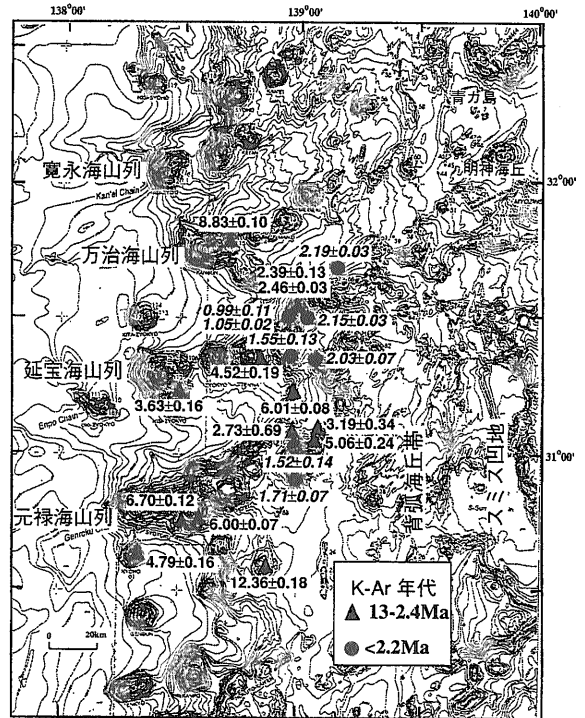 138°00'
139°00'
140°00'
青ガ島
寛永海山列
明神海丘
Kan'ei Chain
32°00'
8.83±0.10
万治海山列
2.19±0.03
2.39±0.13
2.46±0.03
0.99±0.11
1.05±0.02
2.15±0.03
1.55±0.13
延宝海山列
4.52±0.19
2.03±0.07
3.63±0.16
6.01±0.08
Enpo Chain
2.73±0.69
3.19±0.34
5.06±0.24
31°00'
1.52±0.14
背弧海丘帯
スミス凹地
6.70±0.12
1.71±0.07
元禄海山列
6.00±0.07
Genroku
4.79±0.16
12.36±0.18
K-Ar 年代
13-2.4Ma
<2.2Ma
0 20km